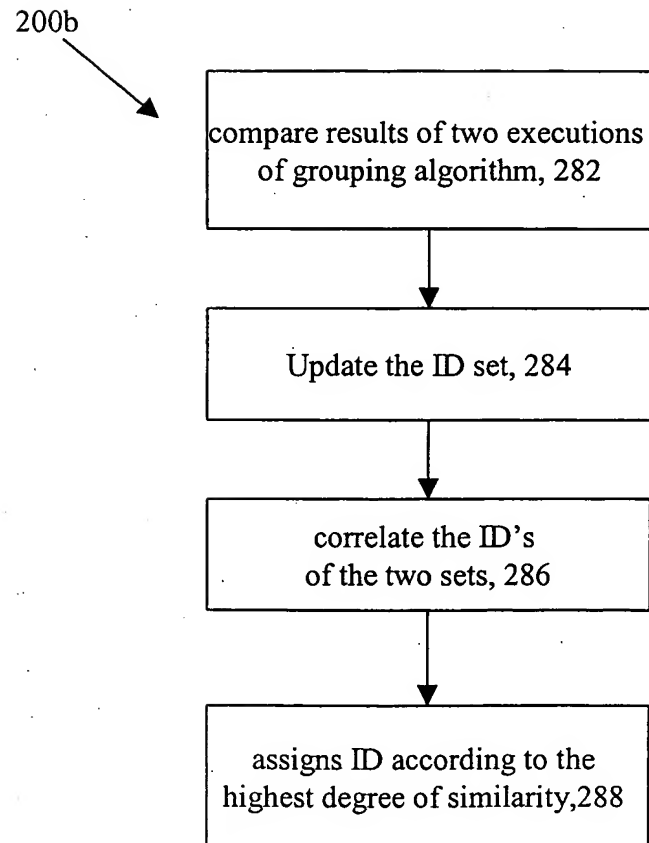 200b
compare results of two executions
of grouping algorithm, 282
Update the ID set, 284
correlate the ID's
of the two sets, 286
assigns ID according to the
highest degree of similarity,288